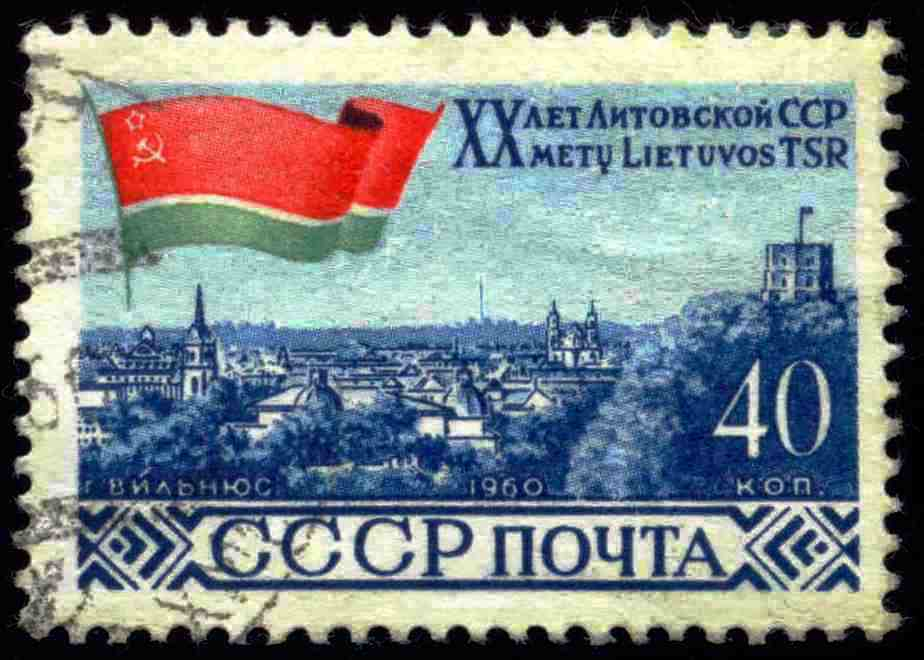 XX ЛЕТ ЛИТОВСКОЙ ССР
METŲ LIETUVOS TSR
40
Г. ВИЛЬНЮС. 1960 КОП.
СССР ПОЧТА